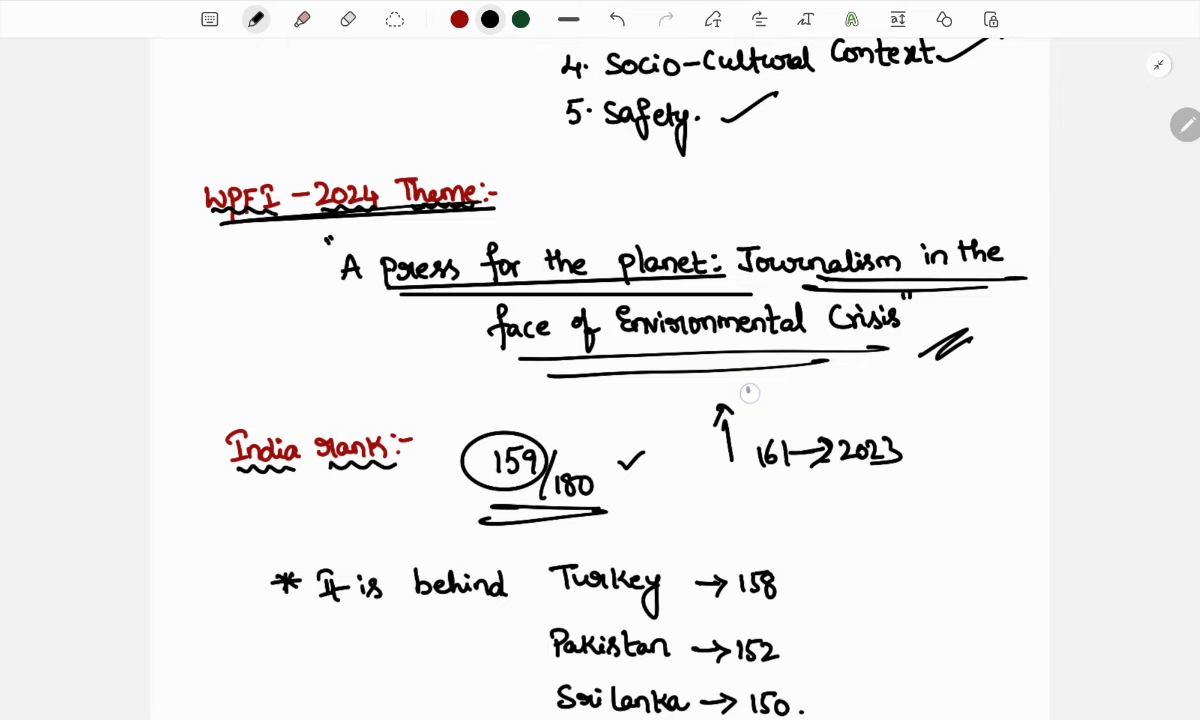 4. Socio-Cultural Context
5. Safety.
WPFI - 2024 Theme:-
"A press for the planet: Journalism in the
face of Environmental Crisis"
India rank:- 159/180 ↑ 161→2023
* It is behind Turkey → 158
Pakistan → 152
Sri lanka → 150.